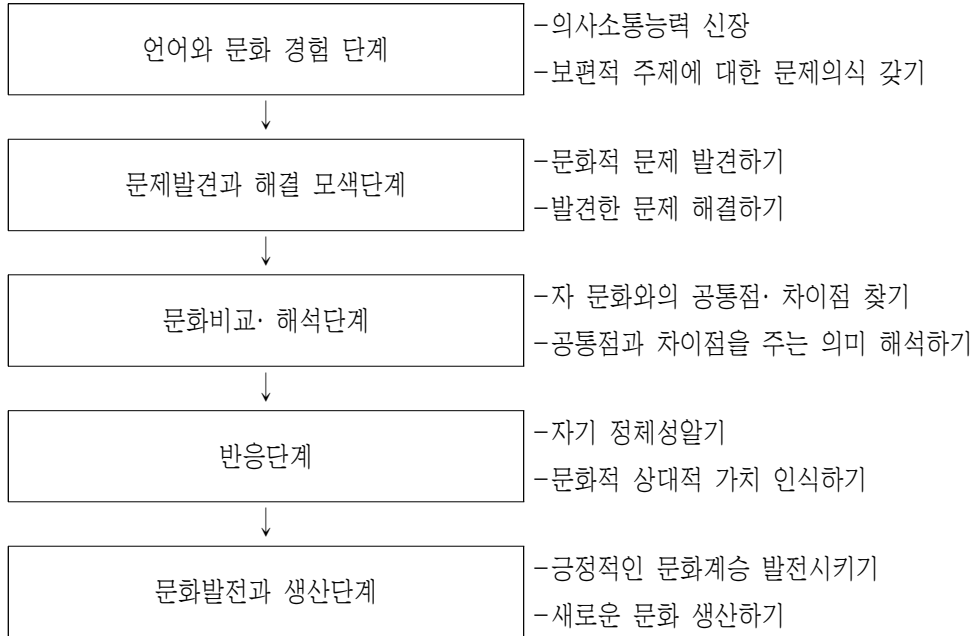 언어와 문화 경험 단계
-의사소통능력 신장
-보편적 주제에 대한 문제의식 갖기
↓
문제발견과 해결 모색단계
-문화적 문제 발견하기
-발견한 문제 해결하기
↓
문화비교· 해석단계
-자 문화와의 공통점· 차이점 찾기
-공통점과 차이점을 주는 의미 해석하기
↓
반응단계
-자기 정체성알기
-문화적 상대적 가치 인식하기
↓
문화발전과 생산단계
-긍정적인 문화계승 발전시키기
-새로운 문화 생산하기